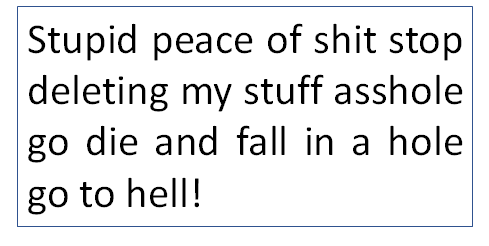 Stupid peace of shit stop
deleting my stuff asshole
go die and fall in a hole
go to hell!